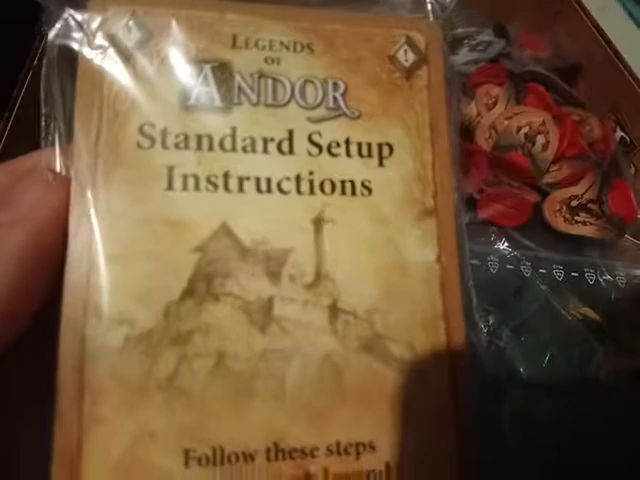 LEGENDS
OF
ANDOR
Standard Setup
Instructions
Follow these steps